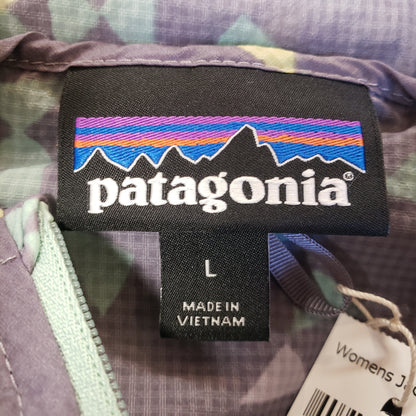 patagonia®
L
MADE IN
VIETNAM
Womens J